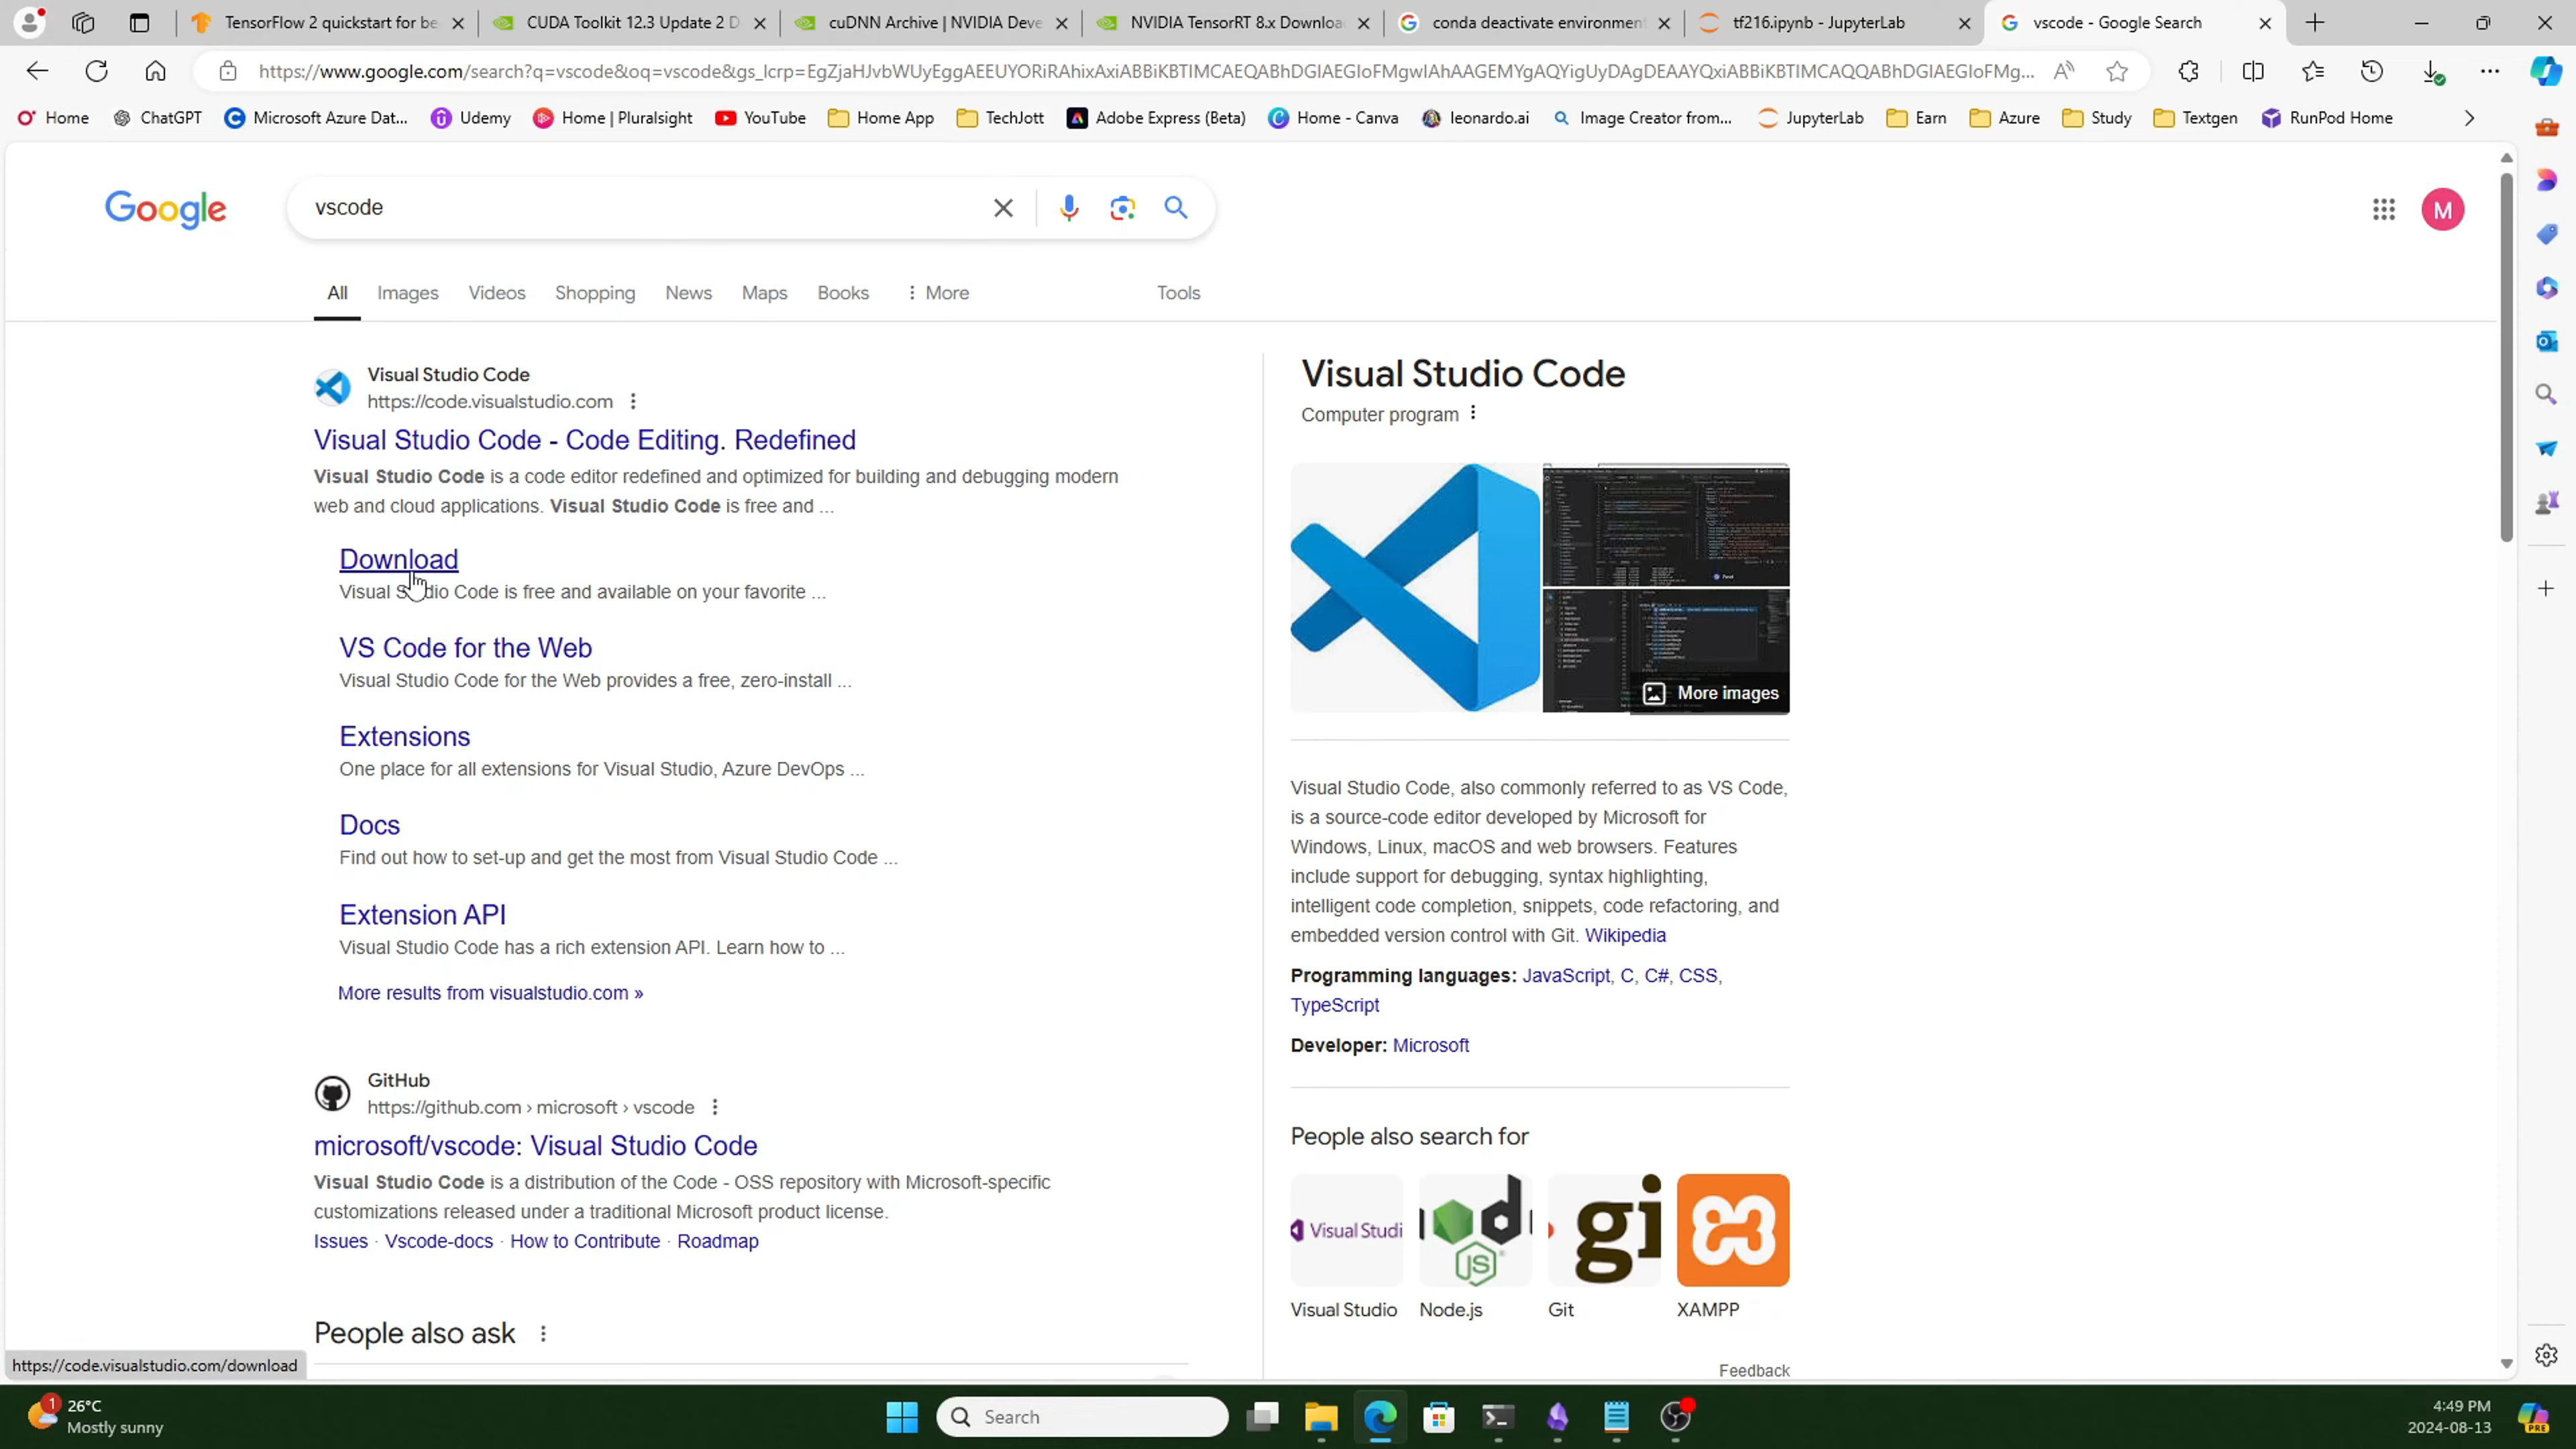 TensorFlow 2 quickstart for be
CUDA Toolkit 12.3 Update 2 D
cuDNN Archive | NVIDIA Deve
NVIDIA TensorRT 8.x Downloa
conda deactivate environment
tf216.ipynb - JupyterLab
vscode - Google Search
https://www.google.com/search?q=vscode&oq=vscode&gs_lcrp=EgZjaHJvbWUyEggAEEUYORiRAhixAxiABBiKBTIMCAEQABhDGIAEGIoFMgwIAhAAGEMYgAQYigUyDAgDEAAYQxiABBiKBTIMCAQQABhDGIAEGIoFMg...
Home
ChatGPT
Microsoft Azure Dat...
Udemy
Home | Pluralsight
YouTube
Home App
TechJott
Adobe Express (Beta)
Home - Canva
leonardo.ai
Image Creator from...
JupyterLab
Earn
Azure
Study
Textgen
RunPod Home
Google
vscode
M
All
Images
Videos
Shopping
News
Maps
Books
More
Tools
Visual Studio Code
https://code.visualstudio.com
Visual Studio Code - Code Editing. Redefined
Visual Studio Code is a code editor redefined and optimized for building and debugging modern
web and cloud applications. Visual Studio Code is free and ...
Download
Visual Studio Code is free and available on your favorite ...
VS Code for the Web
Visual Studio Code for the Web provides a free, zero-install ...
Extensions
One place for all extensions for Visual Studio, Azure DevOps ...
Docs
Find out how to set-up and get the most from Visual Studio Code ...
Extension API
Visual Studio Code has a rich extension API. Learn how to ...
More results from visualstudio.com »
GitHub
https://github.com › microsoft › vscode
microsoft/vscode: Visual Studio Code
Visual Studio Code is a distribution of the Code - OSS repository with Microsoft-specific
customizations released under a traditional Microsoft product license.
Issues · Vscode-docs · How to Contribute · Roadmap
People also ask
https://code.visualstudio.com/download
Visual Studio Code
Computer program
More images
Visual Studio Code, also commonly referred to as VS Code,
is a source-code editor developed by Microsoft for
Windows, Linux, macOS and web browsers. Features
include support for debugging, syntax highlighting,
intelligent code completion, snippets, code refactoring, and
embedded version control with Git. Wikipedia
Programming languages: JavaScript, C, C#, CSS,
TypeScript
Developer: Microsoft
People also search for
Visual Studi
JS
gi
Visual Studio
Node.js
Git
XAMPP
Feedback
1
26°C
Mostly sunny
Search
4:49 PM
2024-08-13
PRE